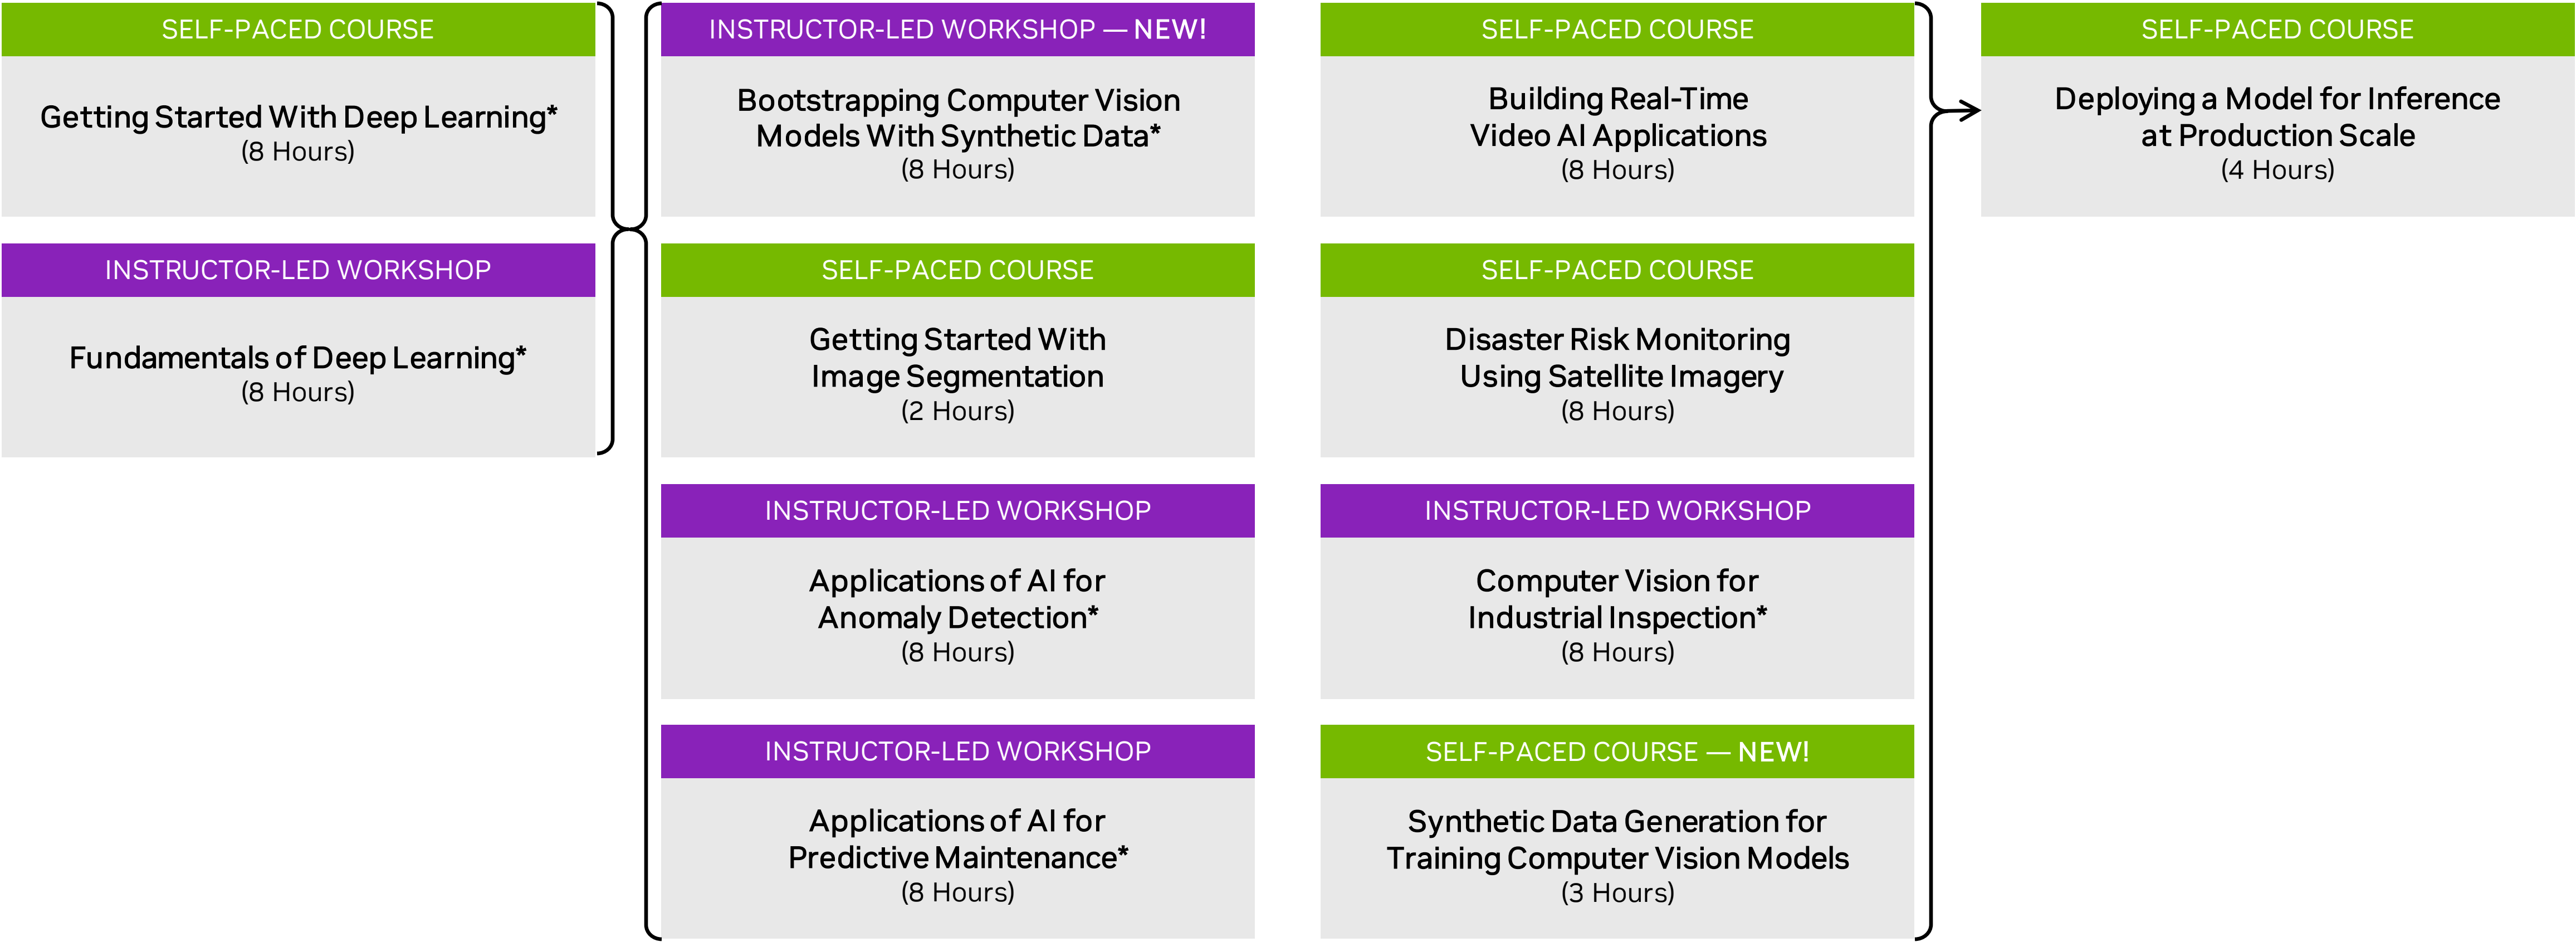 SELF-PACED COURSE
Getting Started With Deep Learning*
(8 Hours)
INSTRUCTOR-LED WORKSHOP
Fundamentals of Deep Learning*
(8 Hours)
INSTRUCTOR-LED WORKSHOP — NEW!
Bootstrapping Computer Vision
Models With Synthetic Data*
(8 Hours)
SELF-PACED COURSE
Getting Started With
Image Segmentation
(2 Hours)
INSTRUCTOR-LED WORKSHOP
Applications of AI for
Anomaly Detection*
(8 Hours)
INSTRUCTOR-LED WORKSHOP
Applications of AI for
Predictive Maintenance*
(8 Hours)
SELF-PACED COURSE
Building Real-Time
Video AI Applications
(8 Hours)
SELF-PACED COURSE
Disaster Risk Monitoring
Using Satellite Imagery
(8 Hours)
INSTRUCTOR-LED WORKSHOP
Computer Vision for
Industrial Inspection*
(8 Hours)
SELF-PACED COURSE — NEW!
Synthetic Data Generation for
Training Computer Vision Models
(3 Hours)
SELF-PACED COURSE
Deploying a Model for Inference
at Production Scale
(4 Hours)